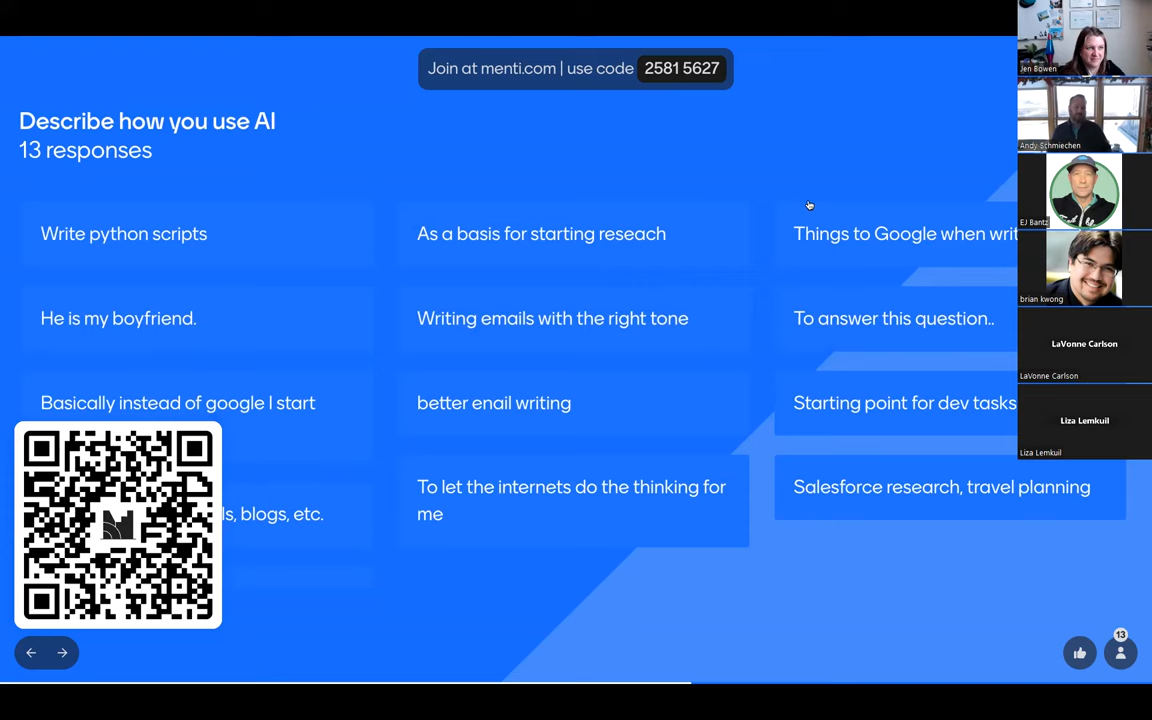 Join at menti.com | use code 2581 5627
Describe how you use AI
13 responses
Write python scripts
As a basis for starting reseach
Things to Google when
He is my boyfriend.
Writing emails with the right tone
To answer this question..
Basically instead of google I start
better enail writing
Starting point for dev tasks
blogs, etc.
To let the internets do the thinking for
me
Salesforce research, travel planning
13
Jen Bowen
Andy Schmiechen
EJ Bantz
brian kwong
LaVonne Carlson
LaVonne Carlson
Liza Lemkuil
Liza Lemkuil